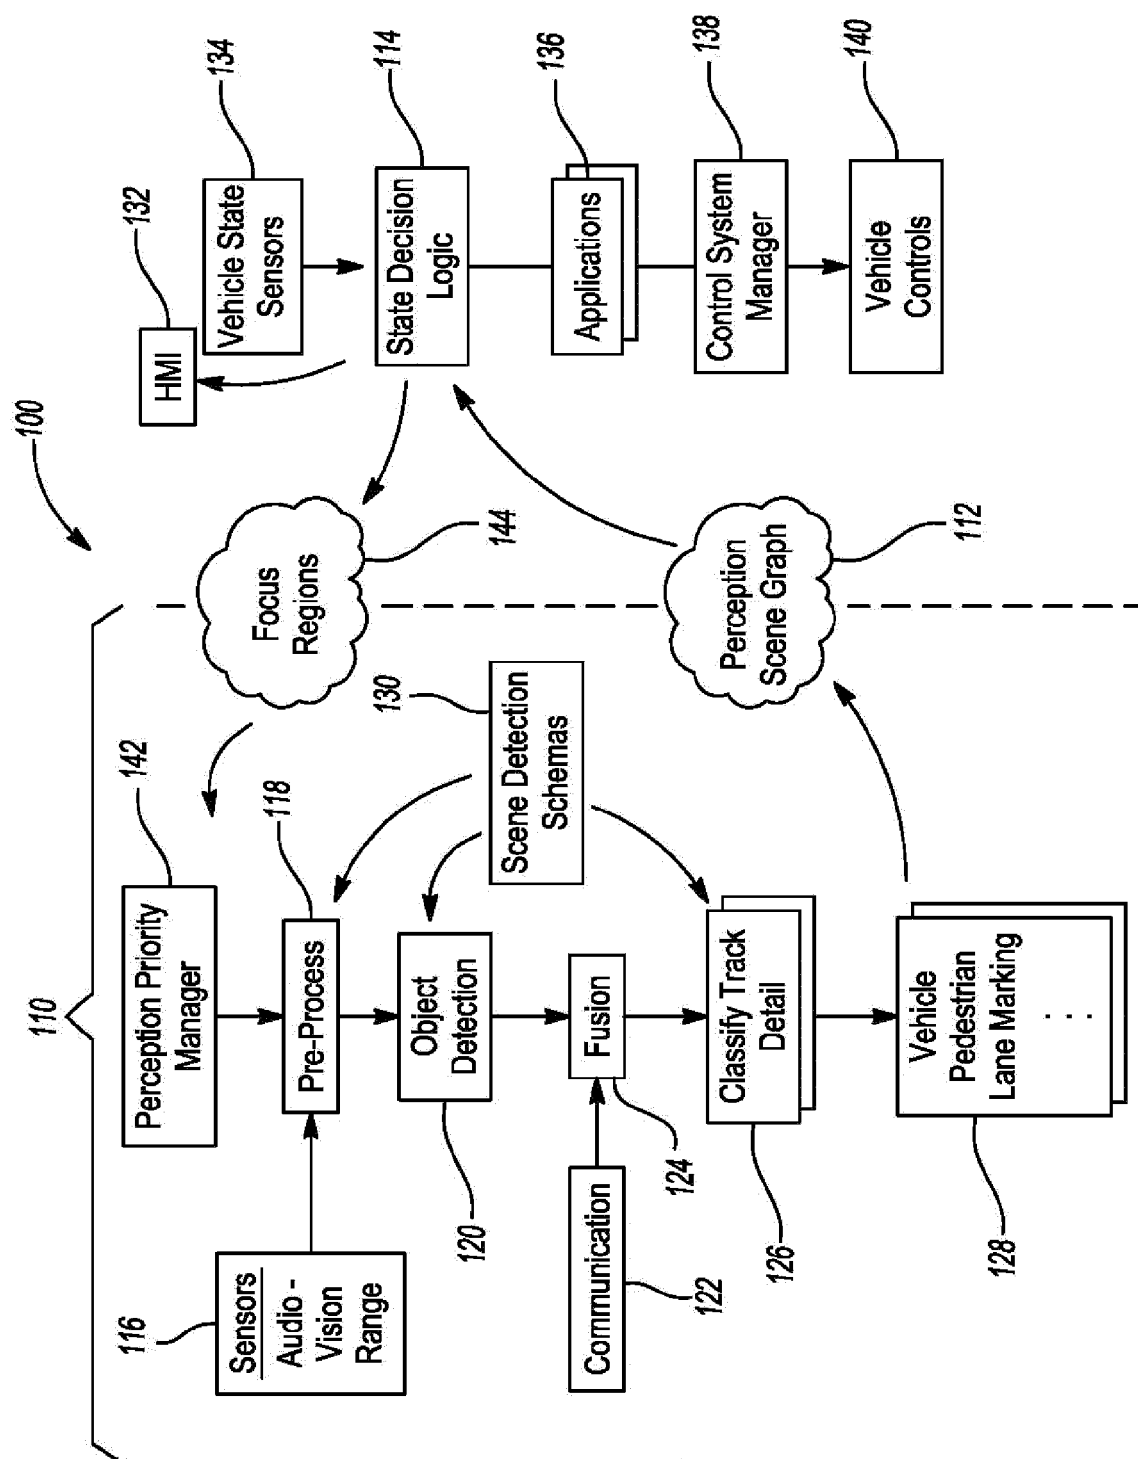 100
110
142
Perception Priority
Manager
116
Sensors
Audio -
Vision
Range
118
Pre-Process
120
Object
Detection
130
Scene Detection
Schemas
122
Communication
124
Fusion
126
Classify Track
Detail
128
Vehicle
Pedestrian
Lane Marking
. . .
144
Focus
Regions
112
Perception
Scene Graph
132
HMI
134
Vehicle State
Sensors
114
State Decision
Logic
136
Applications
138
Control System
Manager
140
Vehicle
Controls